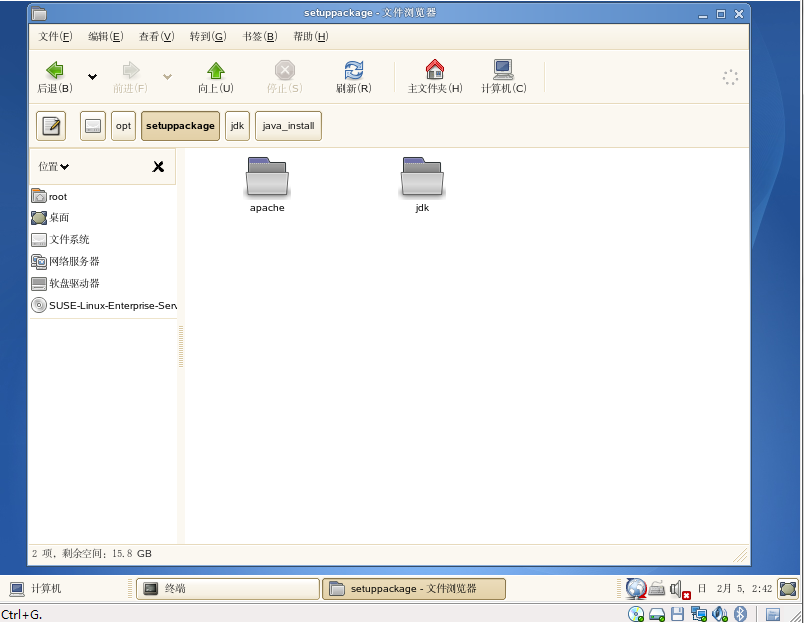 setuppackage - 文件浏览器
文件(F) 编辑(E) 查看(V) 转到(G) 书签(B) 帮助(H)
后退(B) 前进(F) 向上(U) 停止(S) 刷新(R) 主文件夹(H) 计算机(C)
opt setuppackage jdk java_install
位置
root
桌面
文件系统
网络服务器
软盘驱动器
SUSE-Linux-Enterprise-Serv
apache jdk
2 项, 剩余空间: 15.8 GB
计算机 终端 setuppackage - 文件浏览器 日 2月 5, 2:42
Ctrl+G.